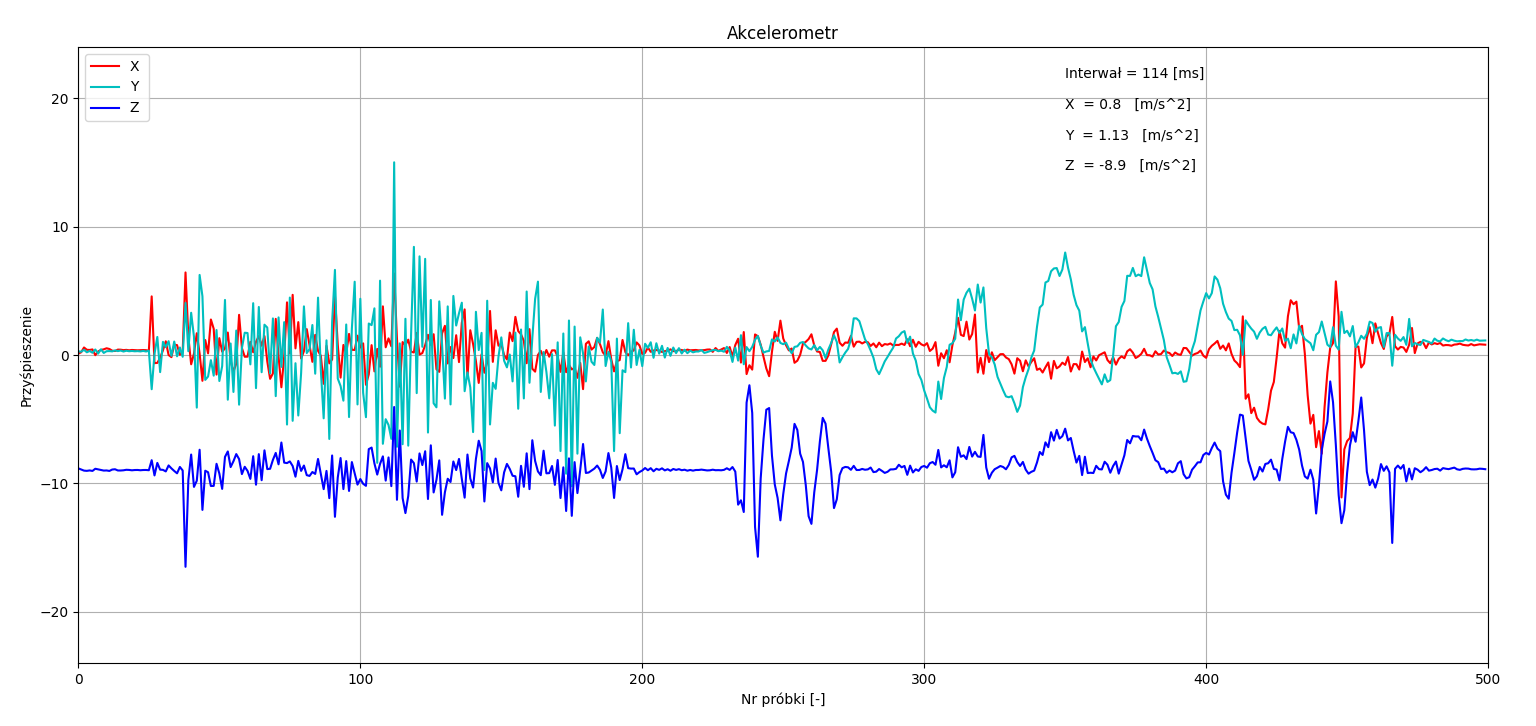 Akcelerometr
X
Y
Z
Interwał = 114 [ms]
X = 0.8 [m/s^2]
Y = 1.13 [m/s^2]
Z = -8.9 [m/s^2]
20
10
0
−10
−20
Przyśpieszenie
0 100 200 300 400 500
Nr próbki [-]